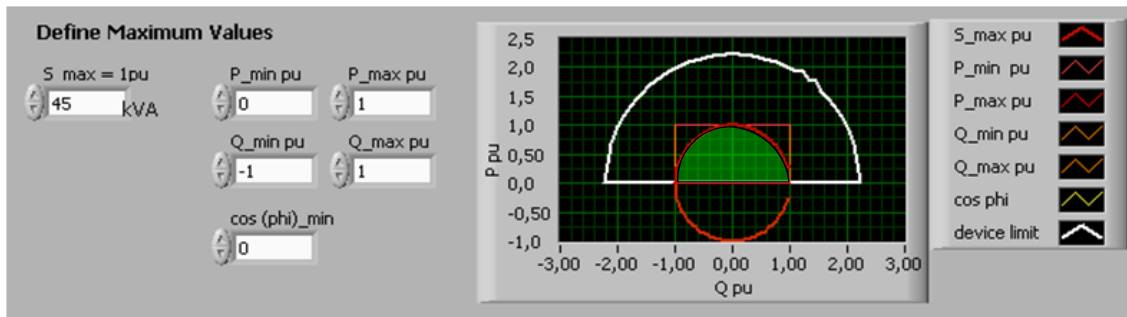 Define Maximum Values
S max = 1pu
45
kVA
P_min pu
0
P_max pu
1
Q_min pu
-1
Q_max pu
1
cos (phi)_min
0
P pu
2,5
2,0
1,5
1,0
0,50
0,0
-0,50
-1,0
-3,00 -2,00 -1,00 0,00 1,00 2,00 3,00
Q pu
S_max pu
P_min pu
P_max pu
Q_min pu
Q_max pu
cos phi
device limit